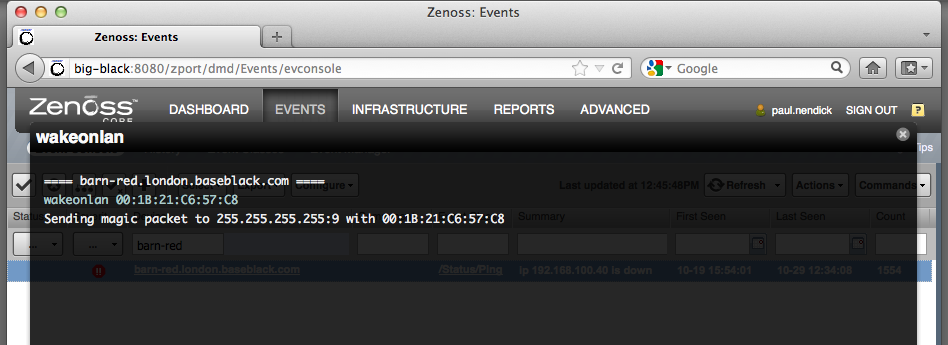 Zenoss: Events
Zenoss: Events
big-black:8080/zport/dmd/Events/evconsole
Google
Zenoss™
CORE
DASHBOARD
EVENTS
INFRASTRUCTURE
REPORTS
ADVANCED
paul.nendick
SIGN OUT
?
wakeonlan
Tips
==== barn-red.london.baseblack.com ====
wakeonlan 00:1B:21:C6:57:C8
Sending magic packet to 255.255.255.255:9 with 00:1B:21:C6:57:C8
Configure
Last updated at 12:45:48PM
Refresh
Actions
Commands
Status
Summary
First Seen
Last Seen
Count
...
...
barn-red
barn-red.london.baseblack.com
/Status/Ping
ip 192.168.100.40 is down
10-19 15:54:01
10-29 12:34:08
1554